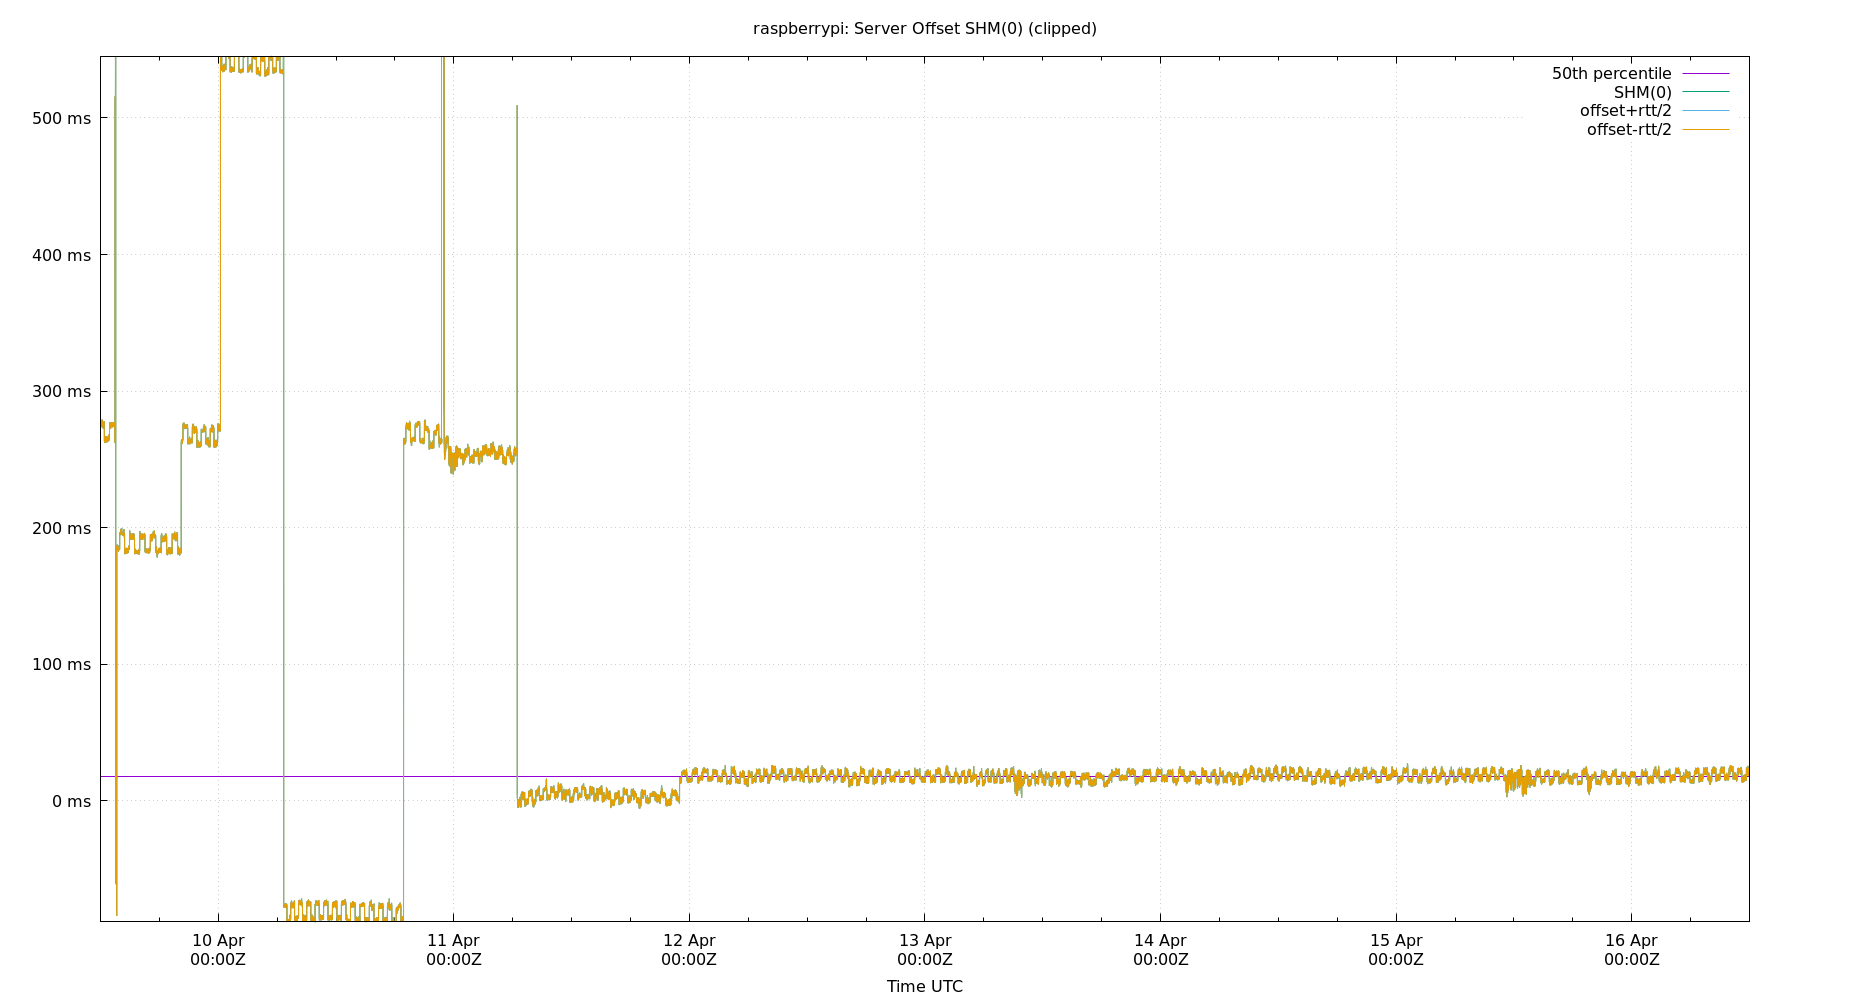 raspberrypi: Server Offset SHM(0) (clipped)
50th percentile
SHM(0)
offset+rtt/2
offset-rtt/2
500 ms
400 ms
300 ms
200 ms
100 ms
0 ms
10 Apr 11 Apr 12 Apr 13 Apr 14 Apr 15 Apr 16 Apr
00:00Z 00:00Z 00:00Z 00:00Z 00:00Z 00:00Z 00:00Z
Time UTC